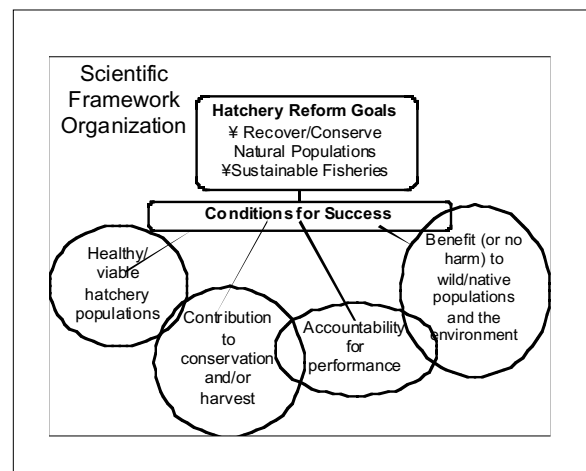 Scientific
Framework
Organization
Hatchery Reform Goals
¥ Recover/Conserve
Natural Populations
¥Sustainable Fisheries
Conditions for Success
Healthy/
viable
hatchery
populations
Contribution
to
conservation
and/or
harvest
Accountability
for
performance
Benefit (or no
harm) to
wild/native
populations
and the
environment